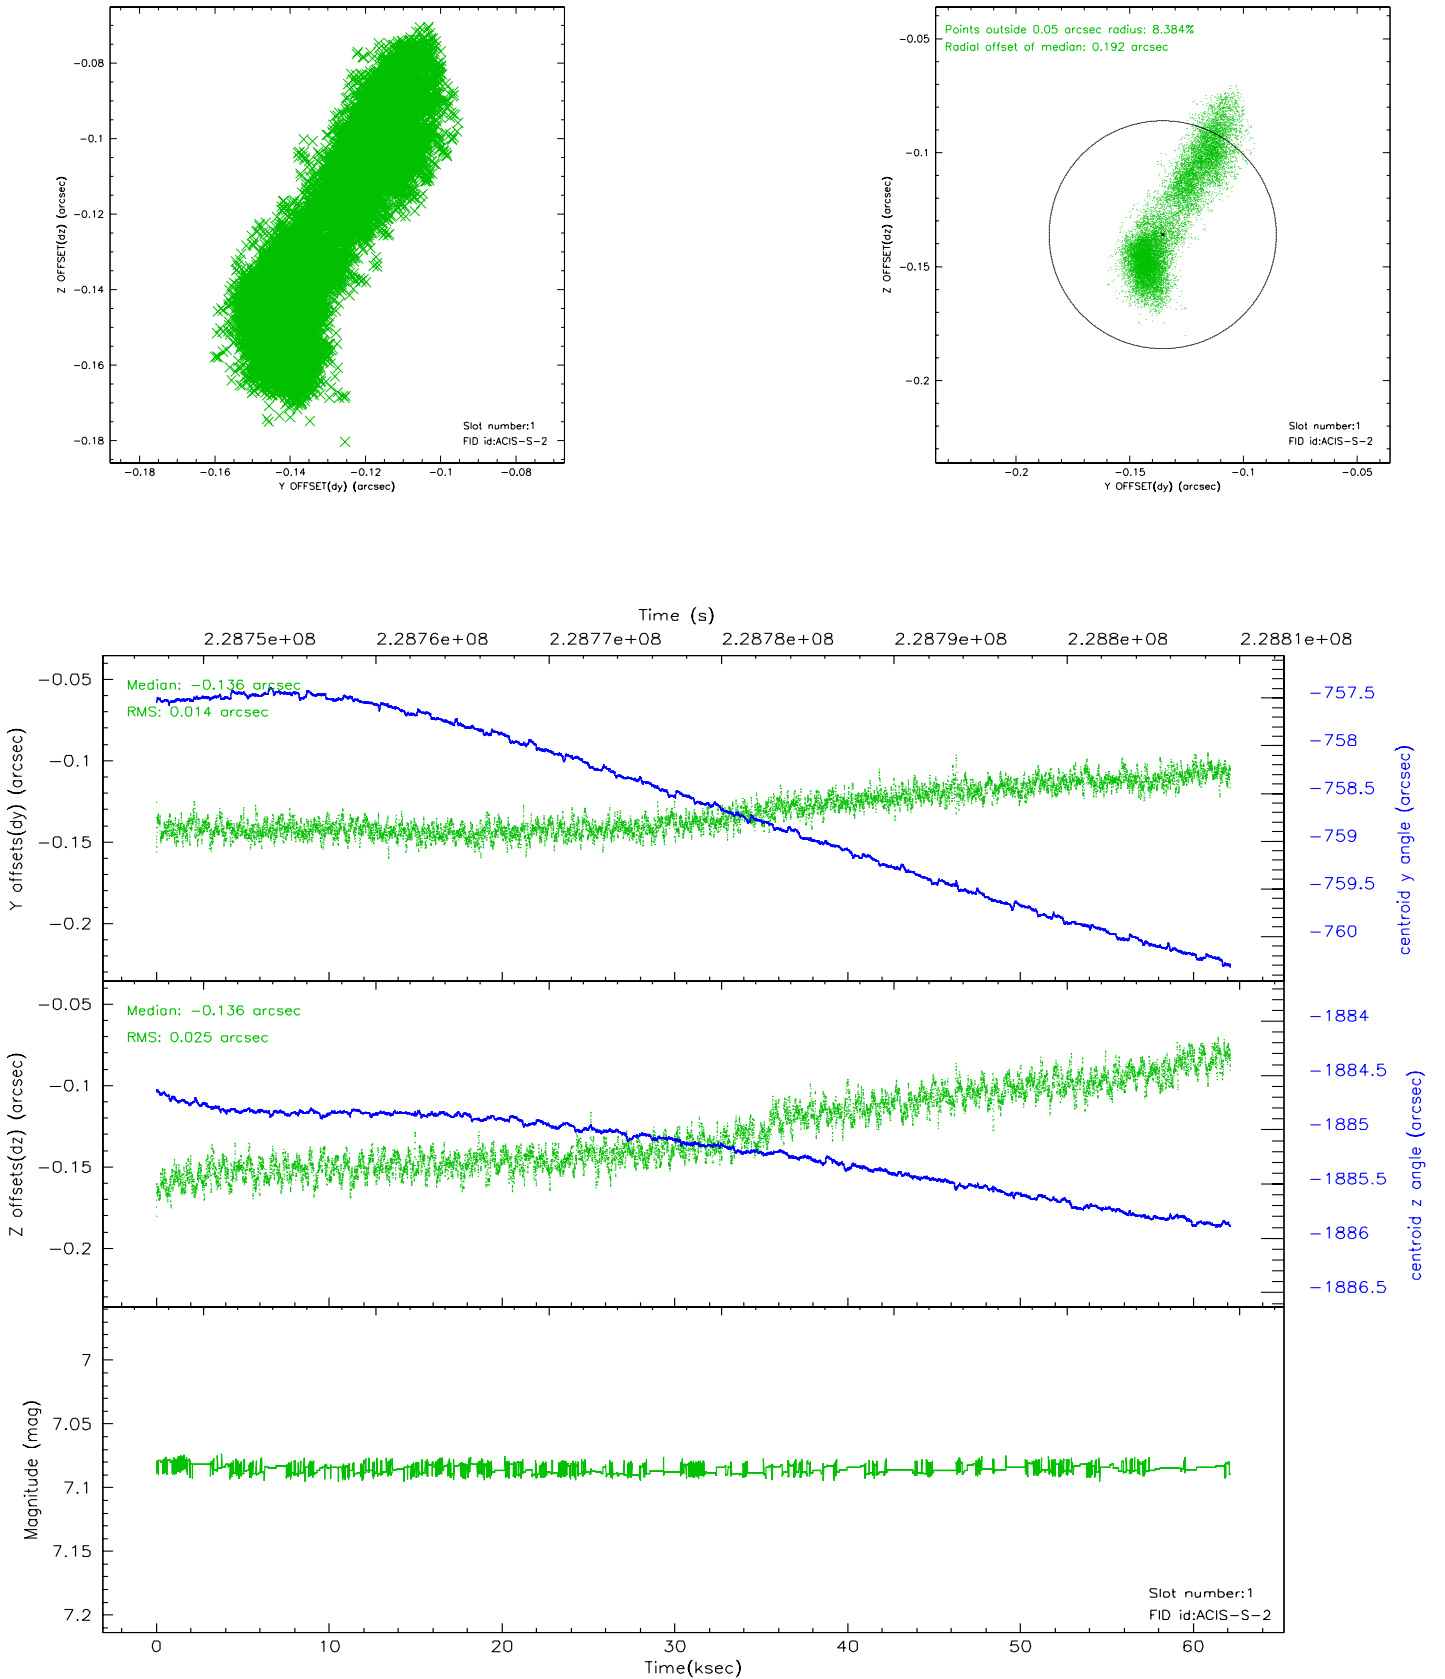 −0.08
−0.1
−0.12
−0.14
−0.16
−0.18
Z OFFSET(dz) (arcsec)
Slot number:1
FID id:ACIS−S−2
−0.18 −0.16 −0.14 −0.12 −0.1 −0.08
Y OFFSET(dy) (arcsec)
Points outside 0.05 arcsec radius: 8.384%
Radial offset of median: 0.192 arcsec
−0.05
−0.1
−0.15
−0.2
Z OFFSET(dz) (arcsec)
Slot number:1
FID id:ACIS−S−2
−0.2 −0.15 −0.1 −0.05
Y OFFSET(dy) (arcsec)
Time (s)
2.2875e+08 2.2876e+08 2.2877e+08 2.2878e+08 2.2879e+08 2.288e+08 2.2881e+08
Median: −0.136 arcsec
RMS: 0.014 arcsec
−0.05
−0.1
−0.15
−0.2
Y offsets(dy) (arcsec)
−757.5
−758
−758.5
−759
−759.5
−760
centroid y angle (arcsec)
Median: −0.136 arcsec
RMS: 0.025 arcsec
−0.05
−0.1
−0.15
−0.2
Z offsets(dz) (arcsec)
−1884
−1884.5
−1885
−1885.5
−1886
−1886.5
centroid z angle (arcsec)
7
7.05
7.1
7.15
7.2
Magnitude (mag)
Slot number:1
FID id:ACIS−S−2
0 10 20 30 40 50 60
Time(ksec)